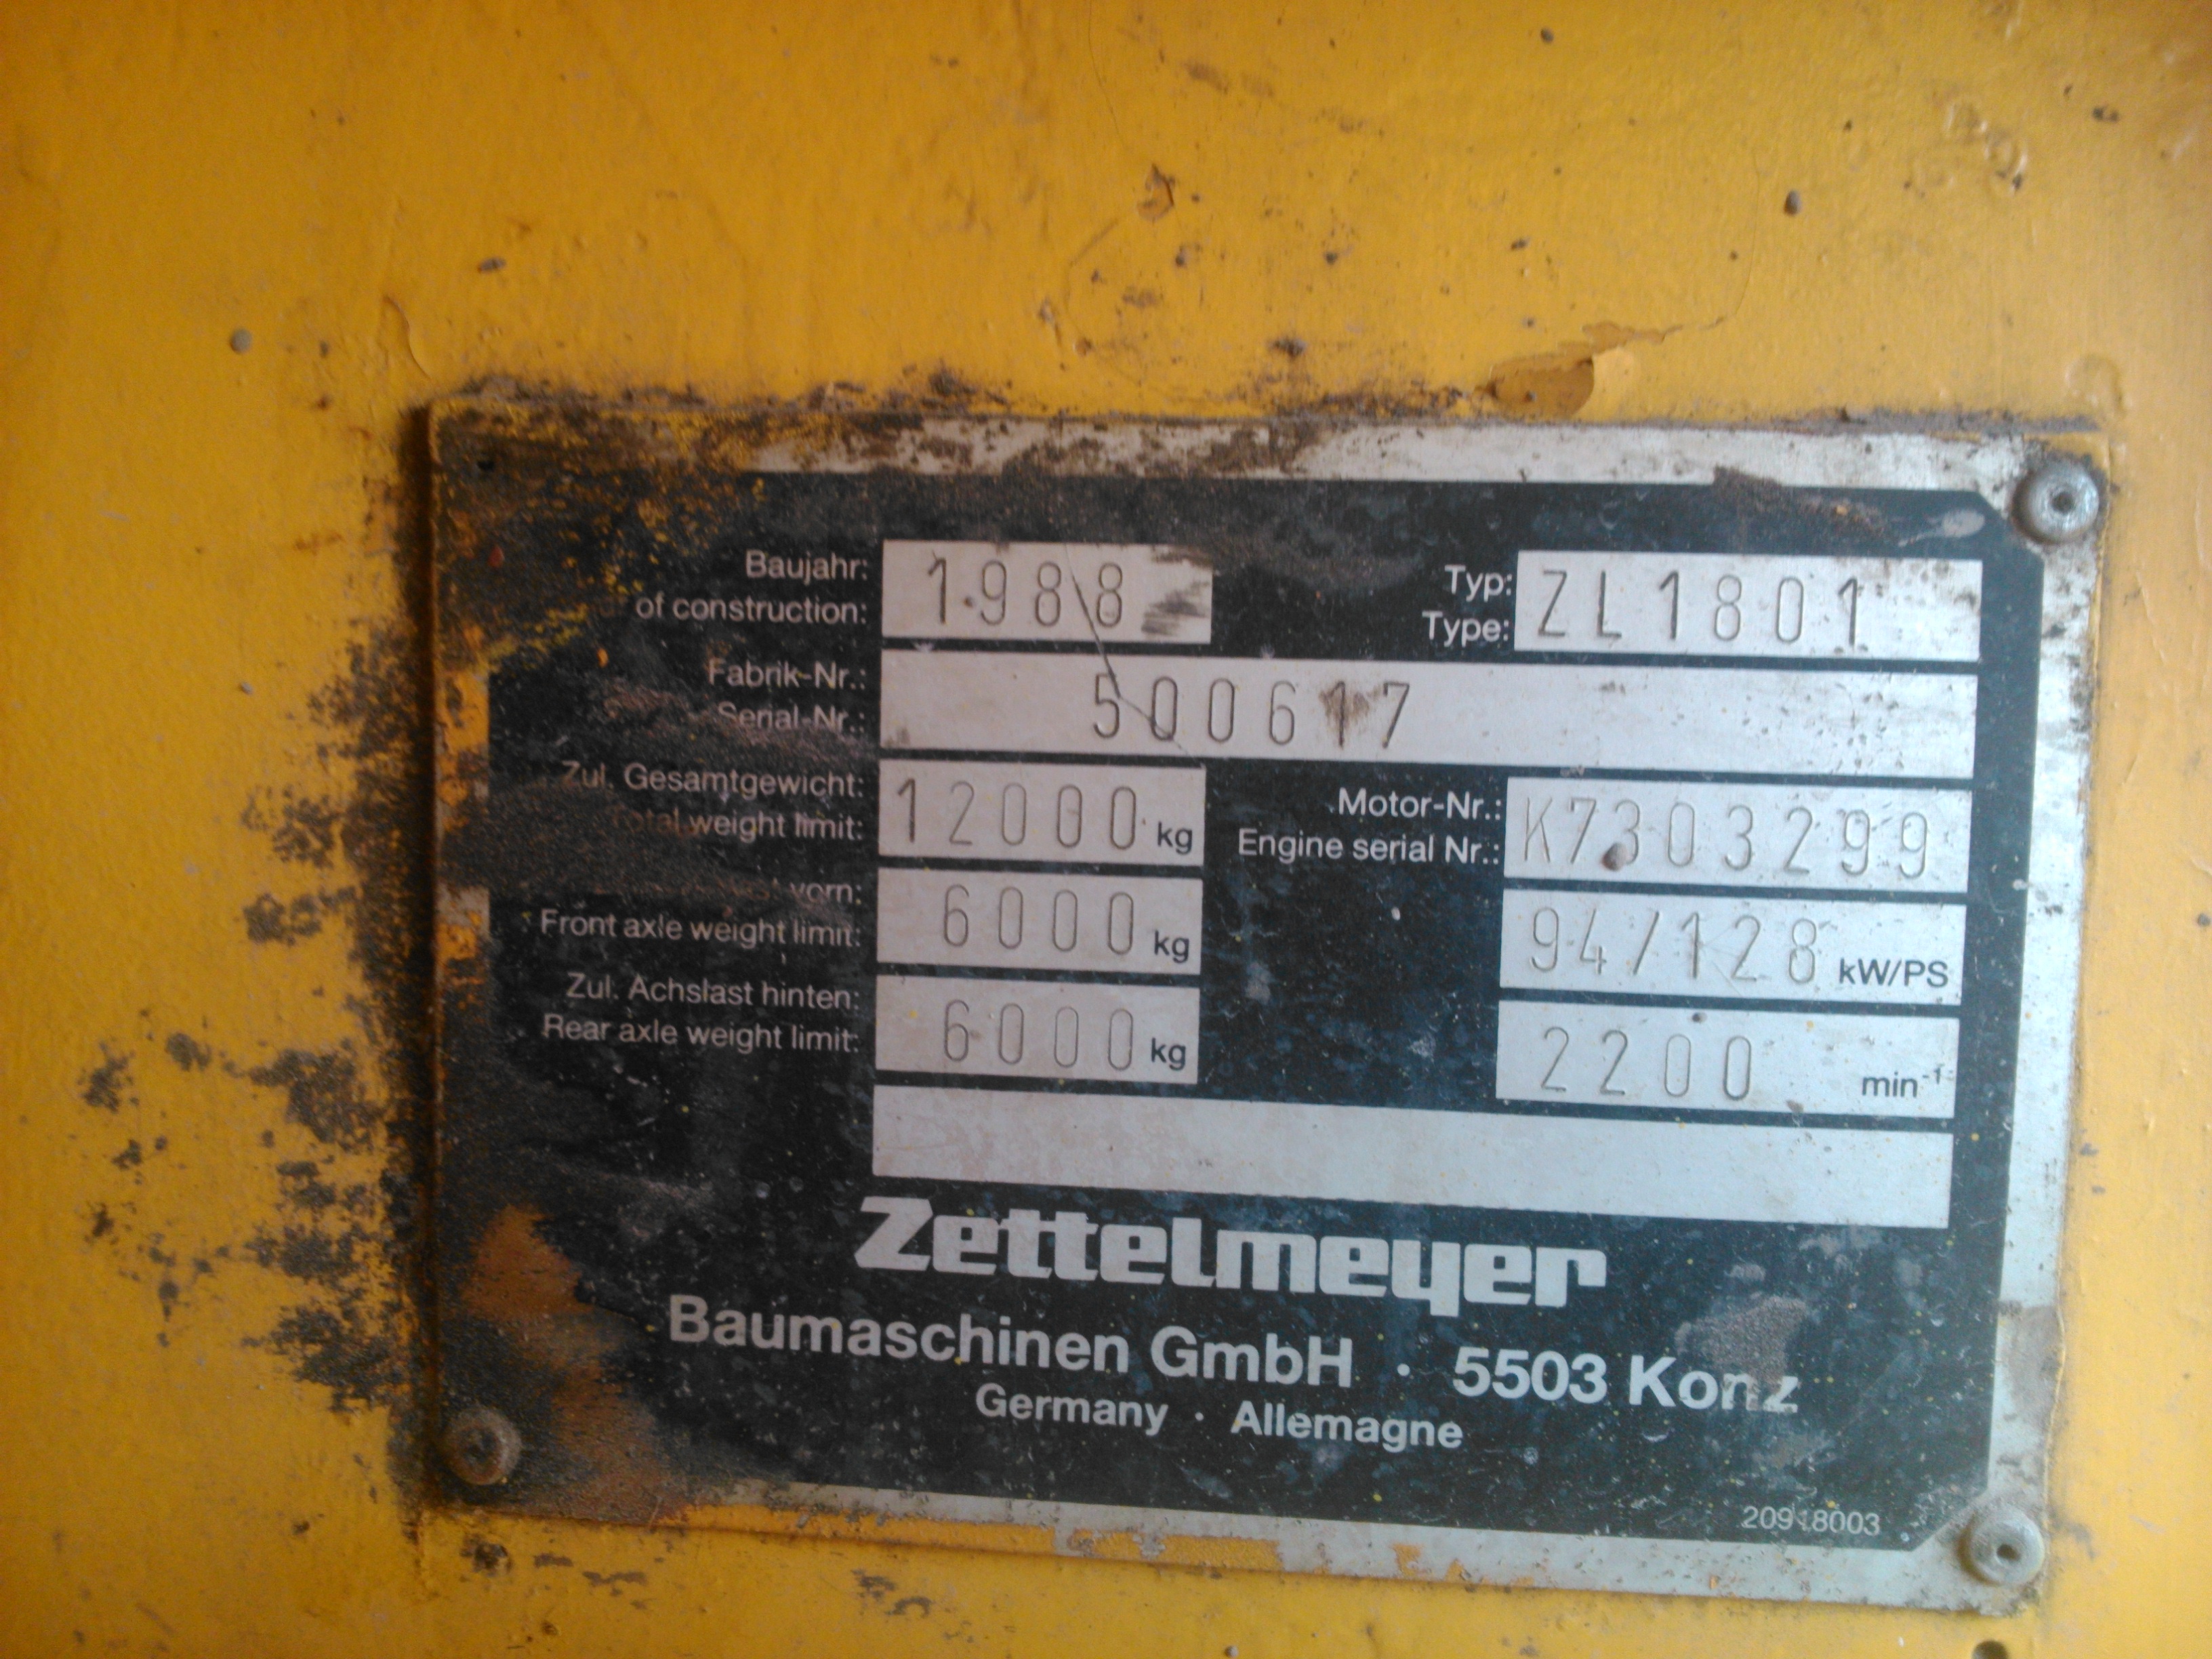 Baujahr: 1988 Typ: ZL1801
of construction: Type:
Fabrik-Nr.: 500617
Serial-Nr.:
Zul. Gesamtgewicht: 12000 kg Motor-Nr.: K7303299
Total weight limit: Engine serial Nr.:
vorn: 6000 kg 94/128 kW/PS
Front axle weight limit:
Zul. Achslast hinten: 6000 kg 2200 min⁻¹
Rear axle weight limit:
Zettelmeyer
Baumaschinen GmbH · 5503 Konz
Germany · Allemagne
20918003